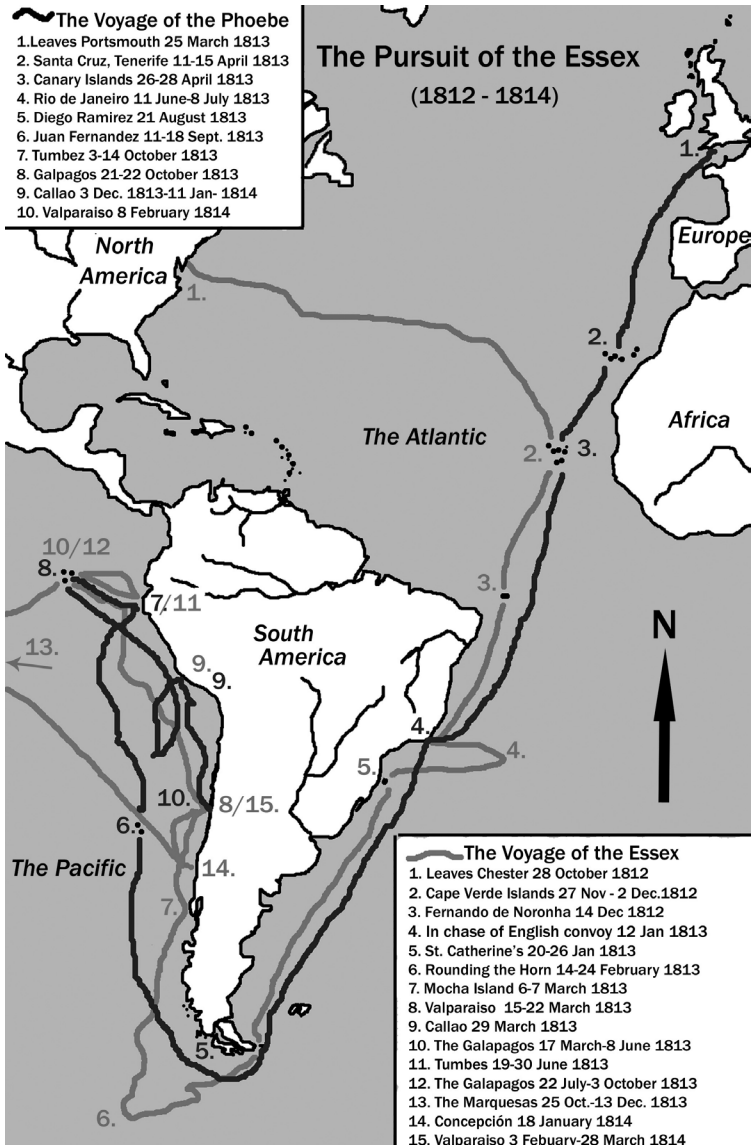 The Voyage of the Phoebe
1.Leaves Portsmouth 25 March 1813
2. Santa Cruz, Tenerife 11-15 April 1813
3. Canary Islands 26-28 April 1813
4. Rio de Janeiro 11 June-8 July 1813
5. Diego Ramirez 21 August 1813
6. Juan Fernandez 11-18 Sept. 1813
7. Tumbez 3-14 October 1813
8. Galpagos 21-22 October 1813
9. Callao 3 Dec. 1813-11 Jan- 1814
10. Valparaiso 8 February 1814
The Pursuit of the Essex
(1812 - 1814)
1.
North
America
Europe
1.
2.
The Atlantic
Africa
2.
3.
10/12
8.
7/11
3.
South
America
N
13.
9.
9.
4.
4.
5.
10.
8/15.
6.
The Pacific
14.
7.
5.
6.
The Voyage of the Essex
1. Leaves Chester 28 October 1812
2. Cape Verde Islands 27 Nov - 2 Dec.1812
3. Fernando de Noronha 14 Dec 1812
4. In chase of English convoy 12 Jan 1813
5. St. Catherine's 20-26 Jan 1813
6. Rounding the Horn 14-24 February 1813
7. Mocha Island 6-7 March 1813
8. Valparaiso 15-22 March 1813
9. Callao 29 March 1813
10. The Galapagos 17 March-8 June 1813
11. Tumbes 19-30 June 1813
12. The Galapagos 22 July-3 October 1813
13. The Marquesas 25 Oct.-13 Dec. 1813
14. Concepción 18 January 1814
15. Valparaiso 3 Febuary-28 March 1814